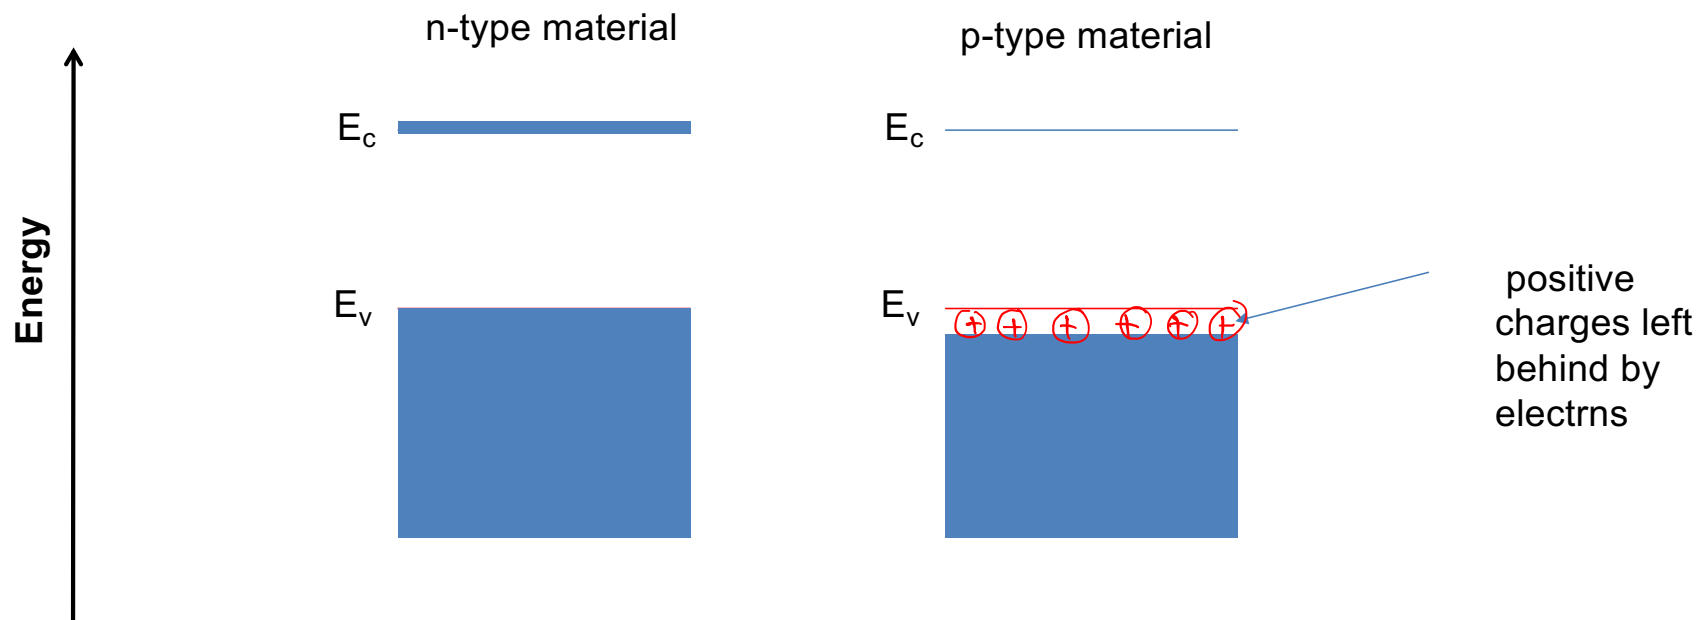 n-type material
p-type material
Ec
Ec
Energy
Ev
Ev
+ + + + + +
positive
charges left
behind by
electrns